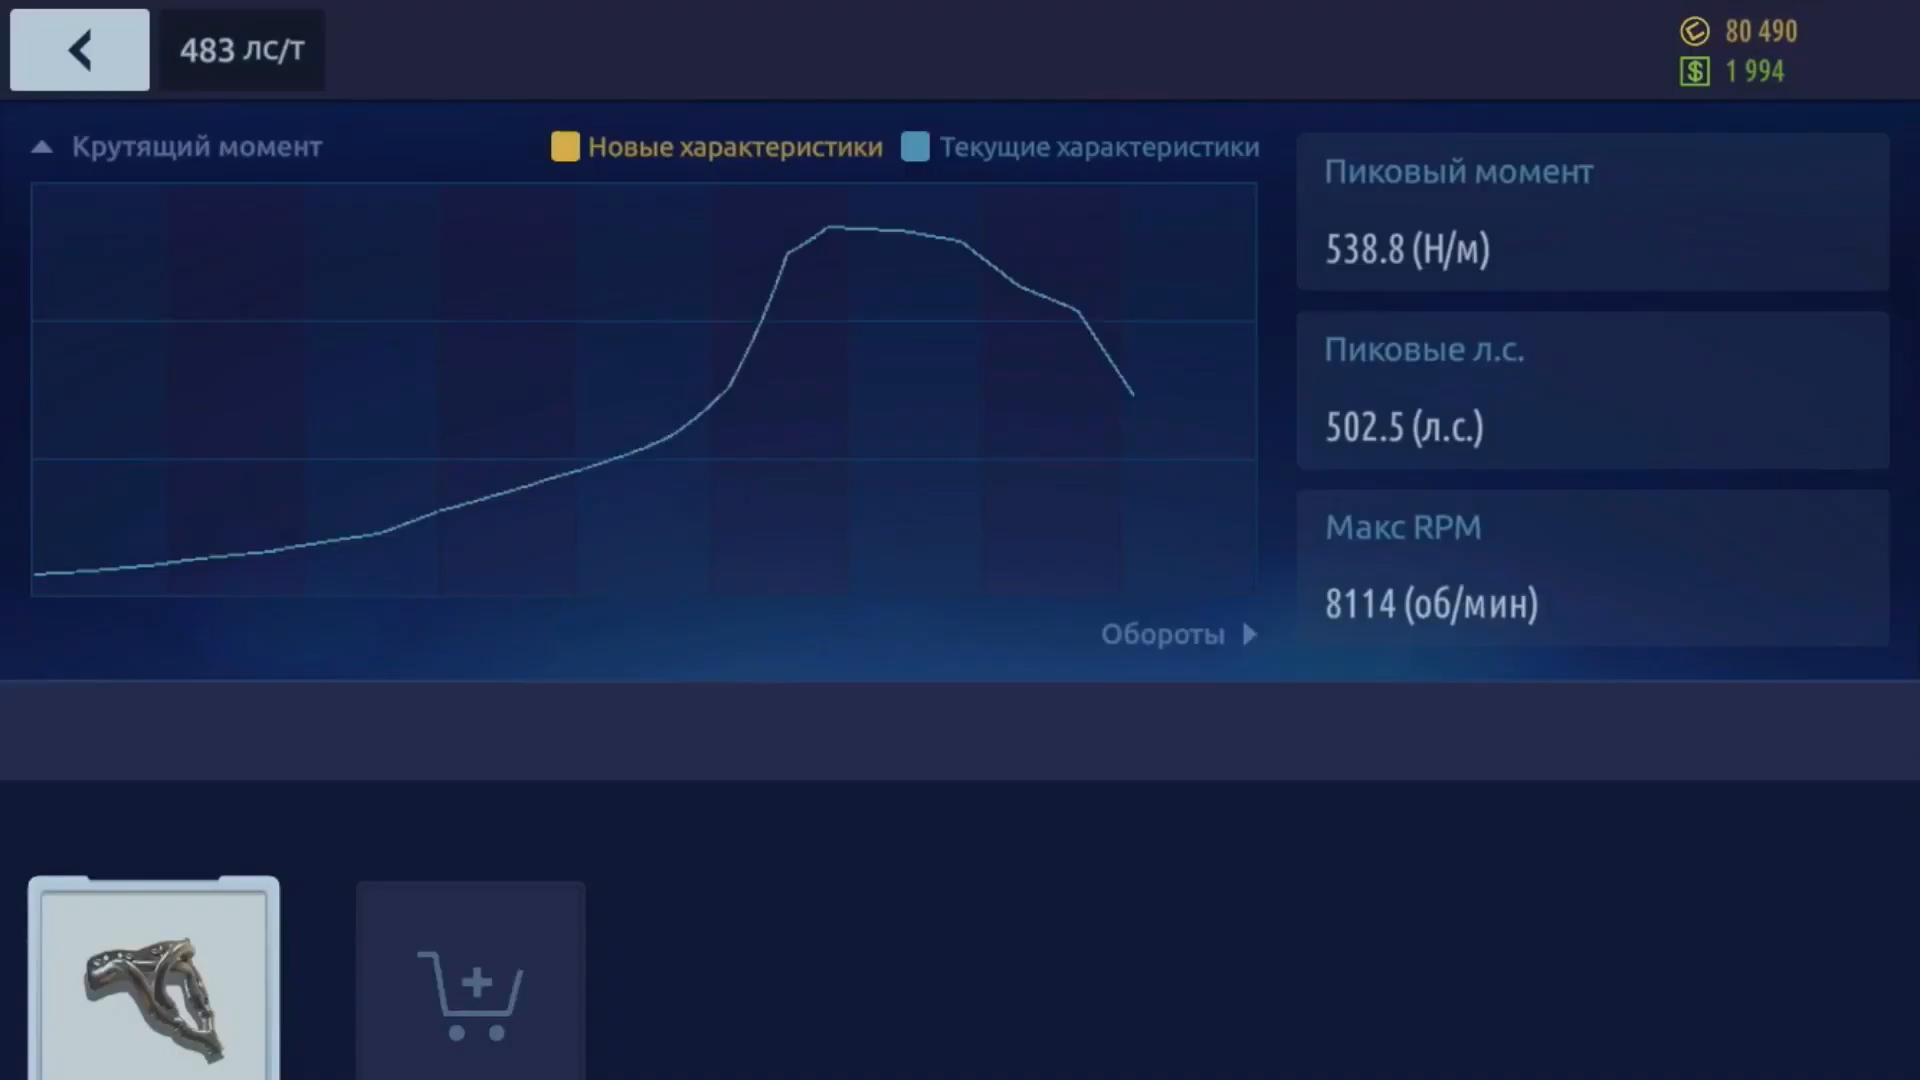 483 ЛС/Т
80 490
1 994
Крутящий момент
Новые характеристики
Текущие характеристики
Пиковый момент
538.8 (Н/м)
Пиковые л.с.
502.5 (л.с.)
Макс RPM
8114 (об/мин)
Обороты